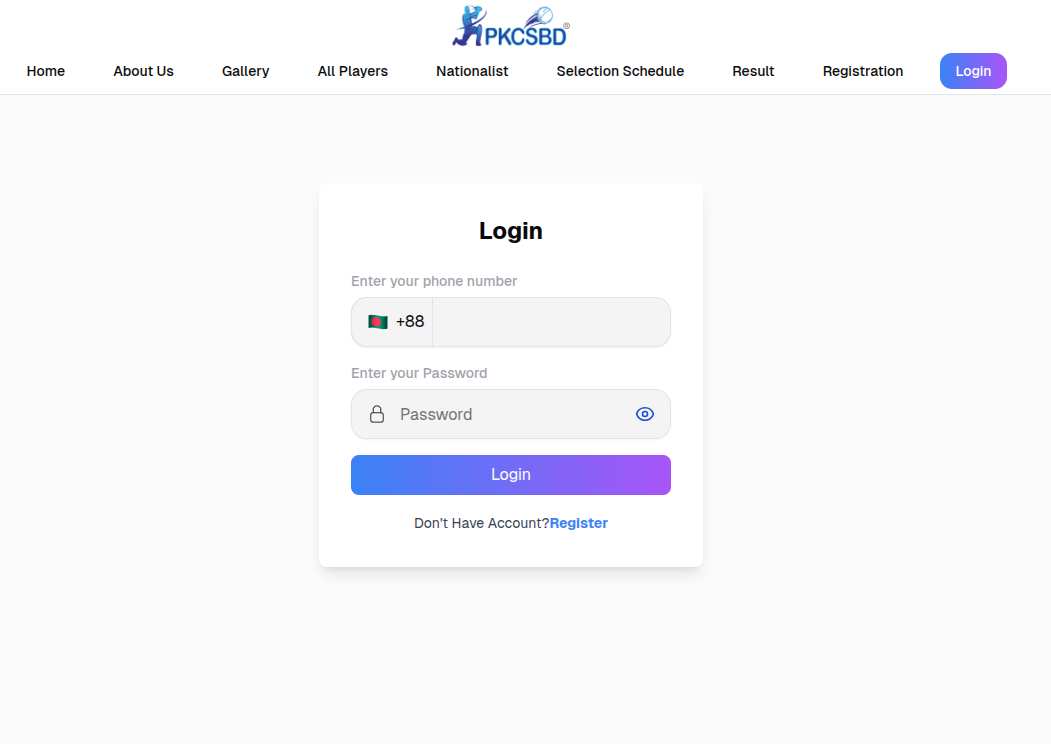 PKCSBD®
Home About Us Gallery All Players Nationalist Selection Schedule Result Registration Login
Login
Enter your phone number
+88
Enter your Password
Password
Login
Don't Have Account?Register